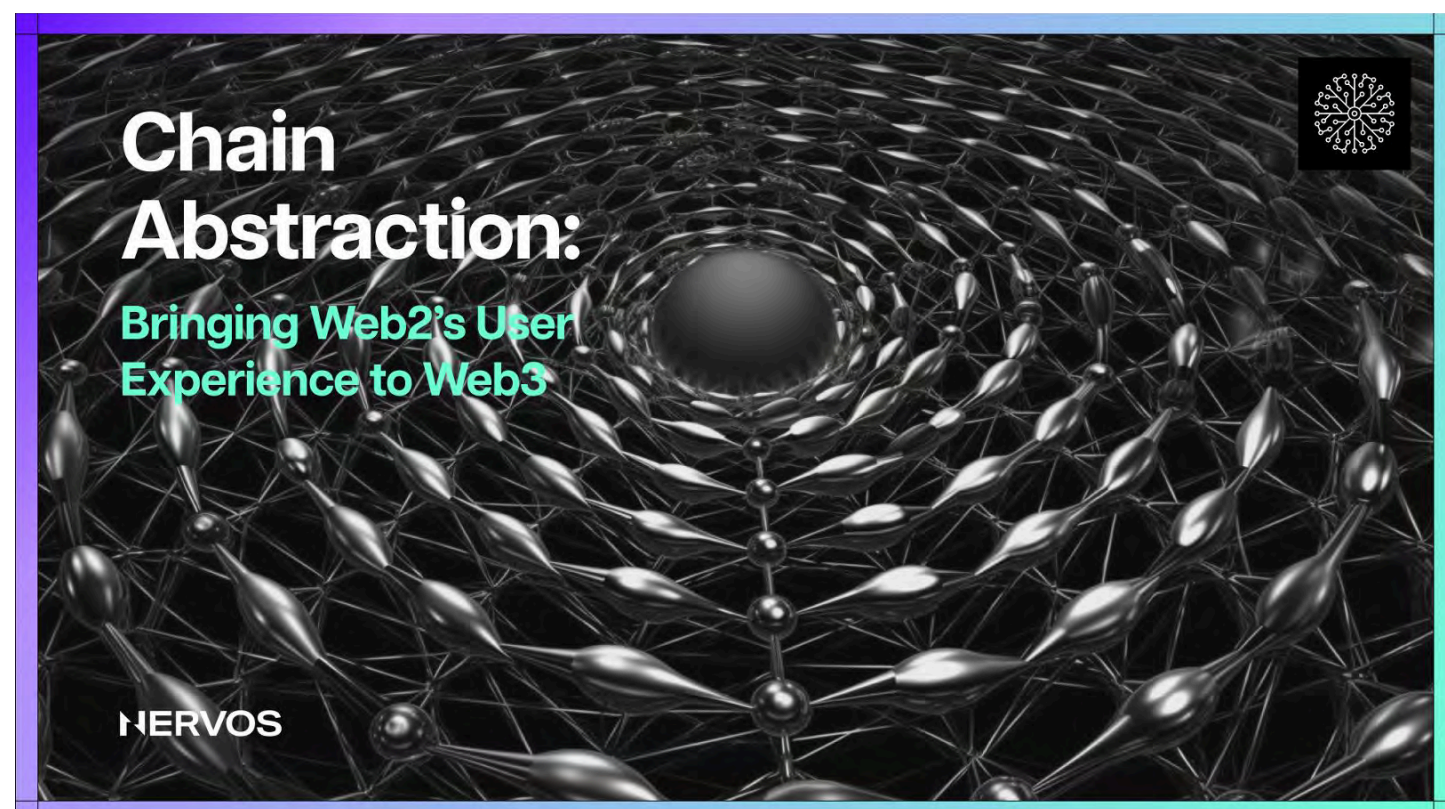 Chain
Abstraction:
Bringing Web2’s User
Experience to Web3
NERVOS